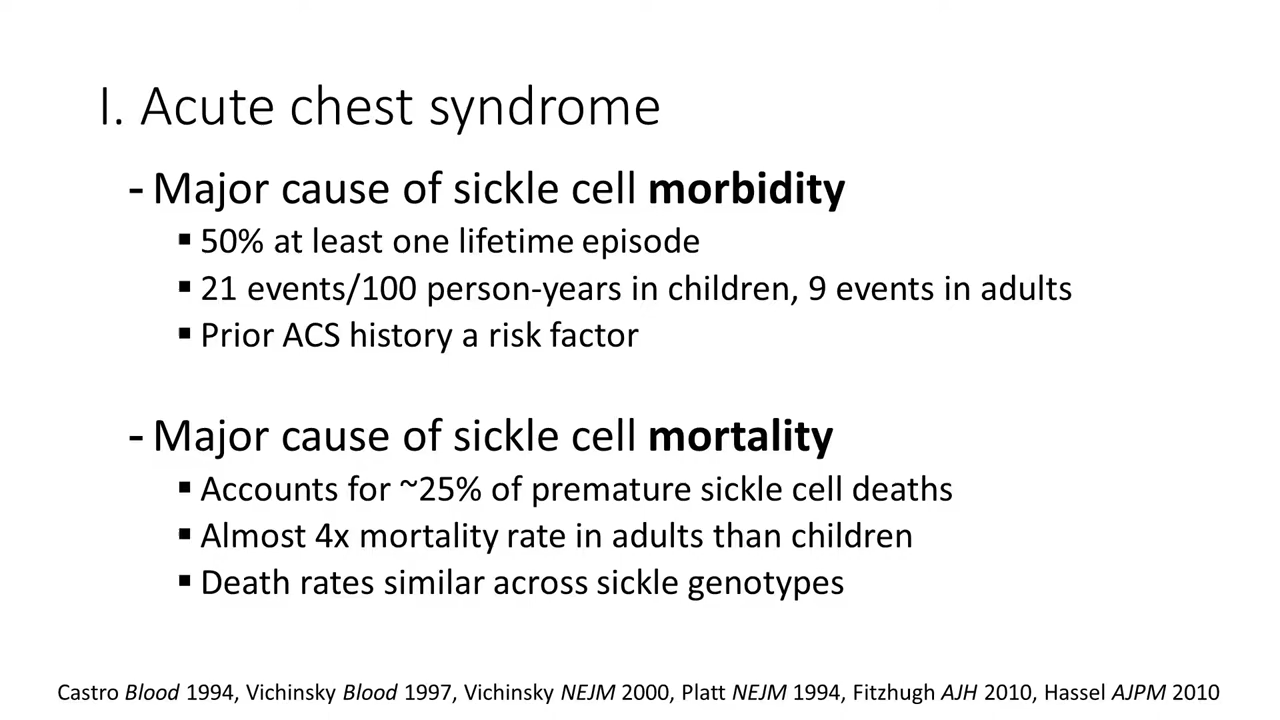 I. Acute chest syndrome
- Major cause of sickle cell morbidity
▪ 50% at least one lifetime episode
▪ 21 events/100 person-years in children, 9 events in adults
▪ Prior ACS history a risk factor
- Major cause of sickle cell mortality
▪ Accounts for ~25% of premature sickle cell deaths
▪ Almost 4x mortality rate in adults than children
▪ Death rates similar across sickle genotypes
Castro Blood 1994, Vichinsky Blood 1997, Vichinsky NEJM 2000, Platt NEJM 1994, Fitzhugh AJH 2010, Hassel AJPM 2010